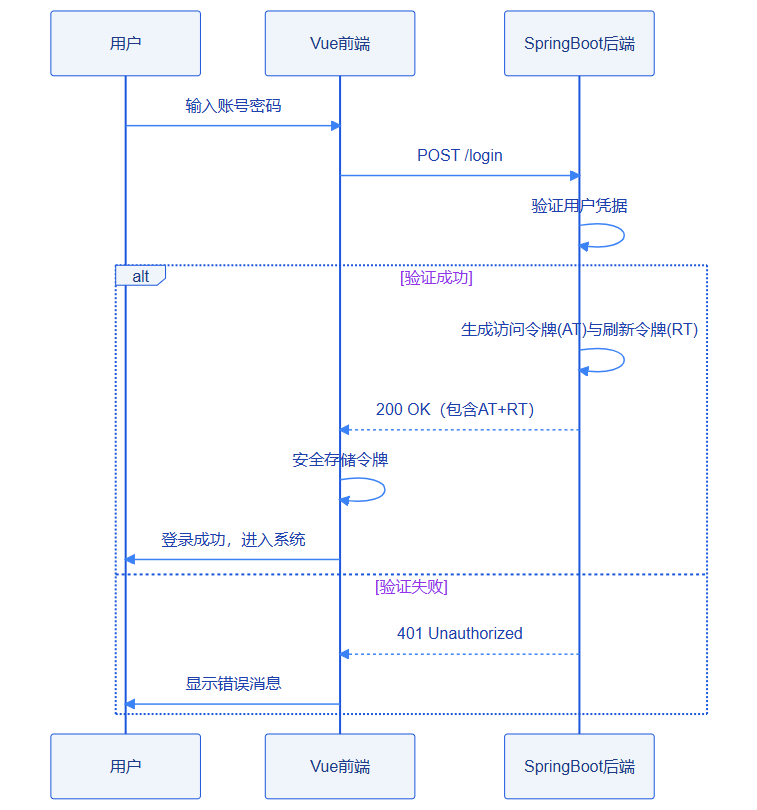 用户
Vue前端
SpringBoot后端
输入账号密码
POST /login
验证用户凭据
alt
[验证成功]
生成访问令牌(AT)与刷新令牌(RT)
200 OK（包含AT+RT）
安全存储令牌
登录成功，进入系统
[验证失败]
401 Unauthorized
显示错误消息
用户
Vue前端
SpringBoot后端